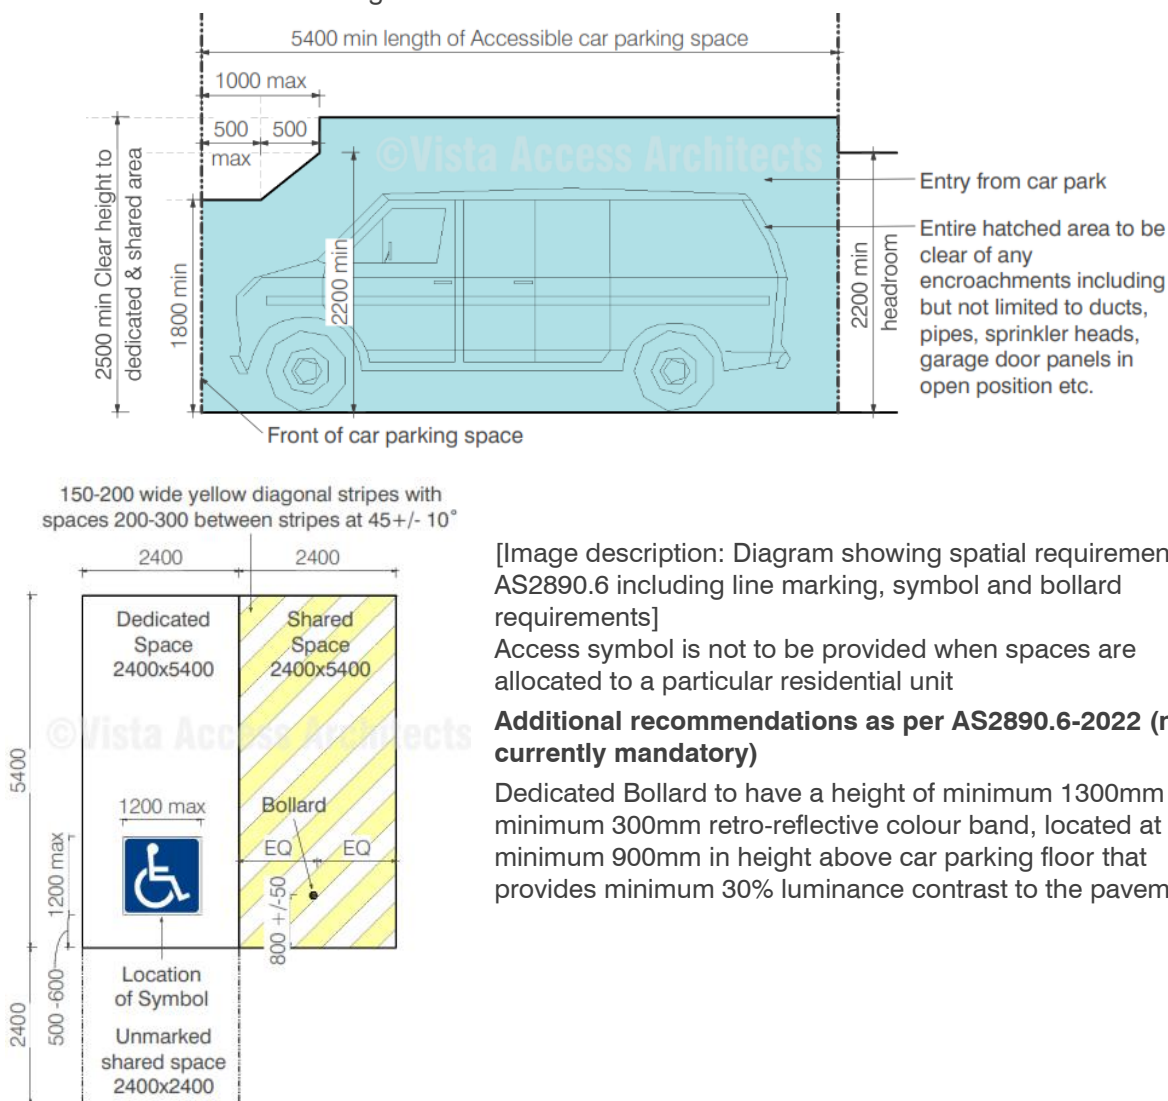 5400 min length of Accessible car parking space
1000 max
500
500
max
2500 min Clear height to
dedicated & shared area
1800 min
2200 min
©Vista Access Architects
2200 min
headroom
Entry from car park
Entire hatched area to be
clear of any
encroachments including
but not limited to ducts,
pipes, sprinkler heads,
garage door panels in
open position etc.
Front of car parking space
150-200 wide yellow diagonal stripes with
spaces 200-300 between stripes at 45+/- 10°
2400
2400
Dedicated
Space
2400x5400
Shared
Space
2400x5400
©Vista Access Architects
5400
1200 max
Bollard
EQ
EQ
1200 max
800 +/-50
500 -600
2400
Location
of Symbol
Unmarked
shared space
2400x2400
[Image description: Diagram showing spatial requiremen
AS2890.6 including line marking, symbol and bollard
requirements]
Access symbol is not to be provided when spaces are
allocated to a particular residential unit
Additional recommendations as per AS2890.6-2022 (
currently mandatory)
Dedicated Bollard to have a height of minimum 1300mm
minimum 300mm retro-reflective colour band, located at
minimum 900mm in height above car parking floor that
provides minimum 30% luminance contrast to the pavem